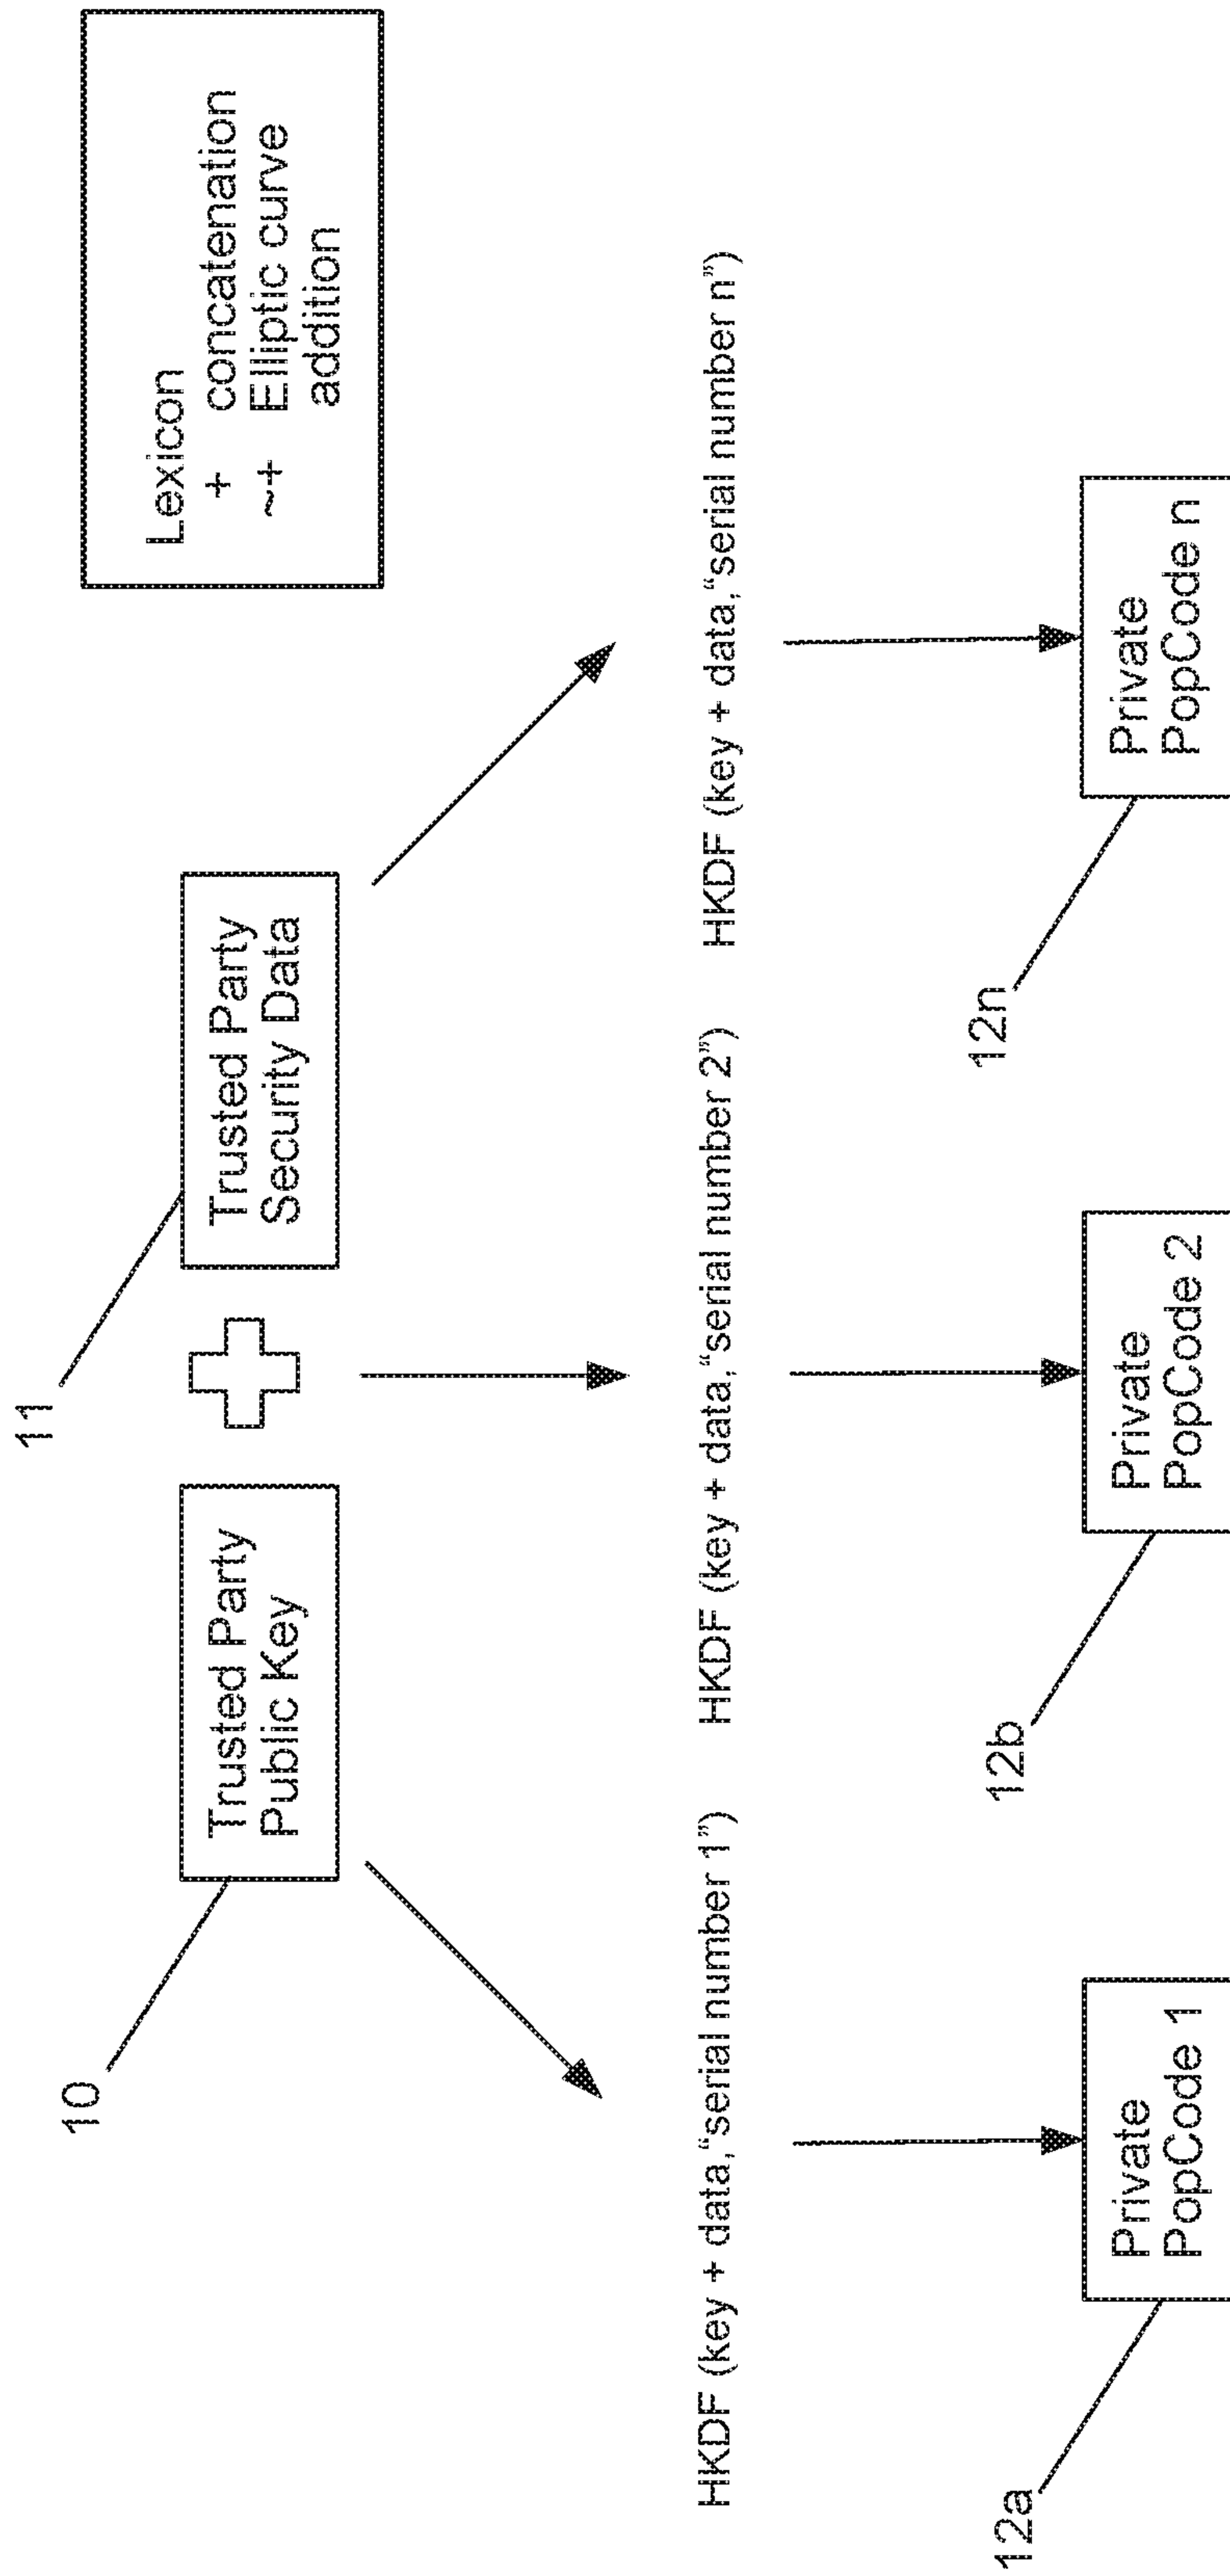 11
10
Trusted Party
Public Key
Trusted Party
Security Data
Lexicon
+ concatenation
~+ Elliptic curve
addition
HKDF (key + data,“serial number 1”)
HKDF (key + data,“serial number 2”)
HKDF (key + data,“serial number n”)
12a
12b
12n
Private
PopCode 1
Private
PopCode 2
Private
PopCode n